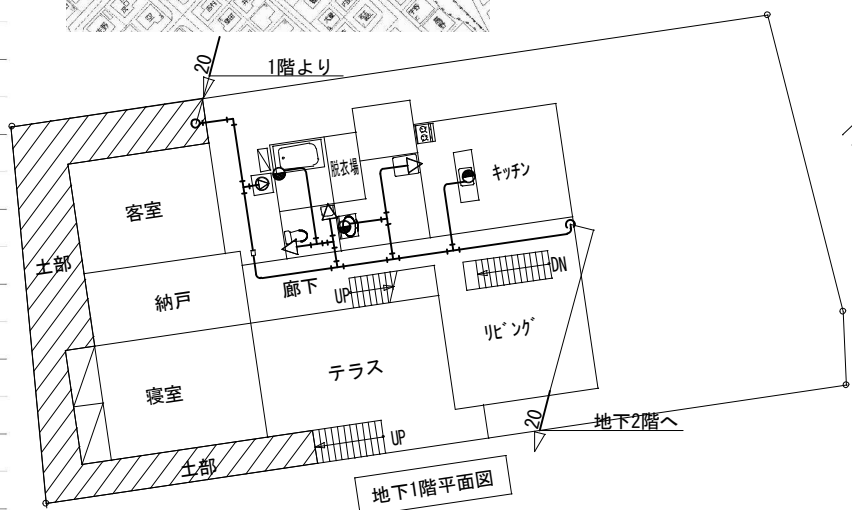 20
1階より
脱衣場
キッチン
客室
土部
納戸
廊下
UP
DN
リビング
テラス
寝室
20
地下2階へ
UP
土部
地下1階平面図